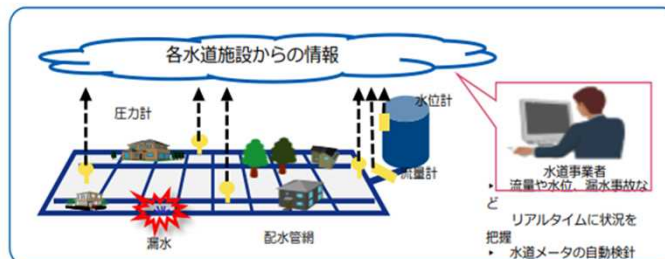 各水道施設からの情報
圧力計
水位計
流量計
漏水
配水管網
水道事業者
・ 流量や水位、漏水事故な
ど
リアルタイムに状況を
把握
・ 水道メータの自動検針